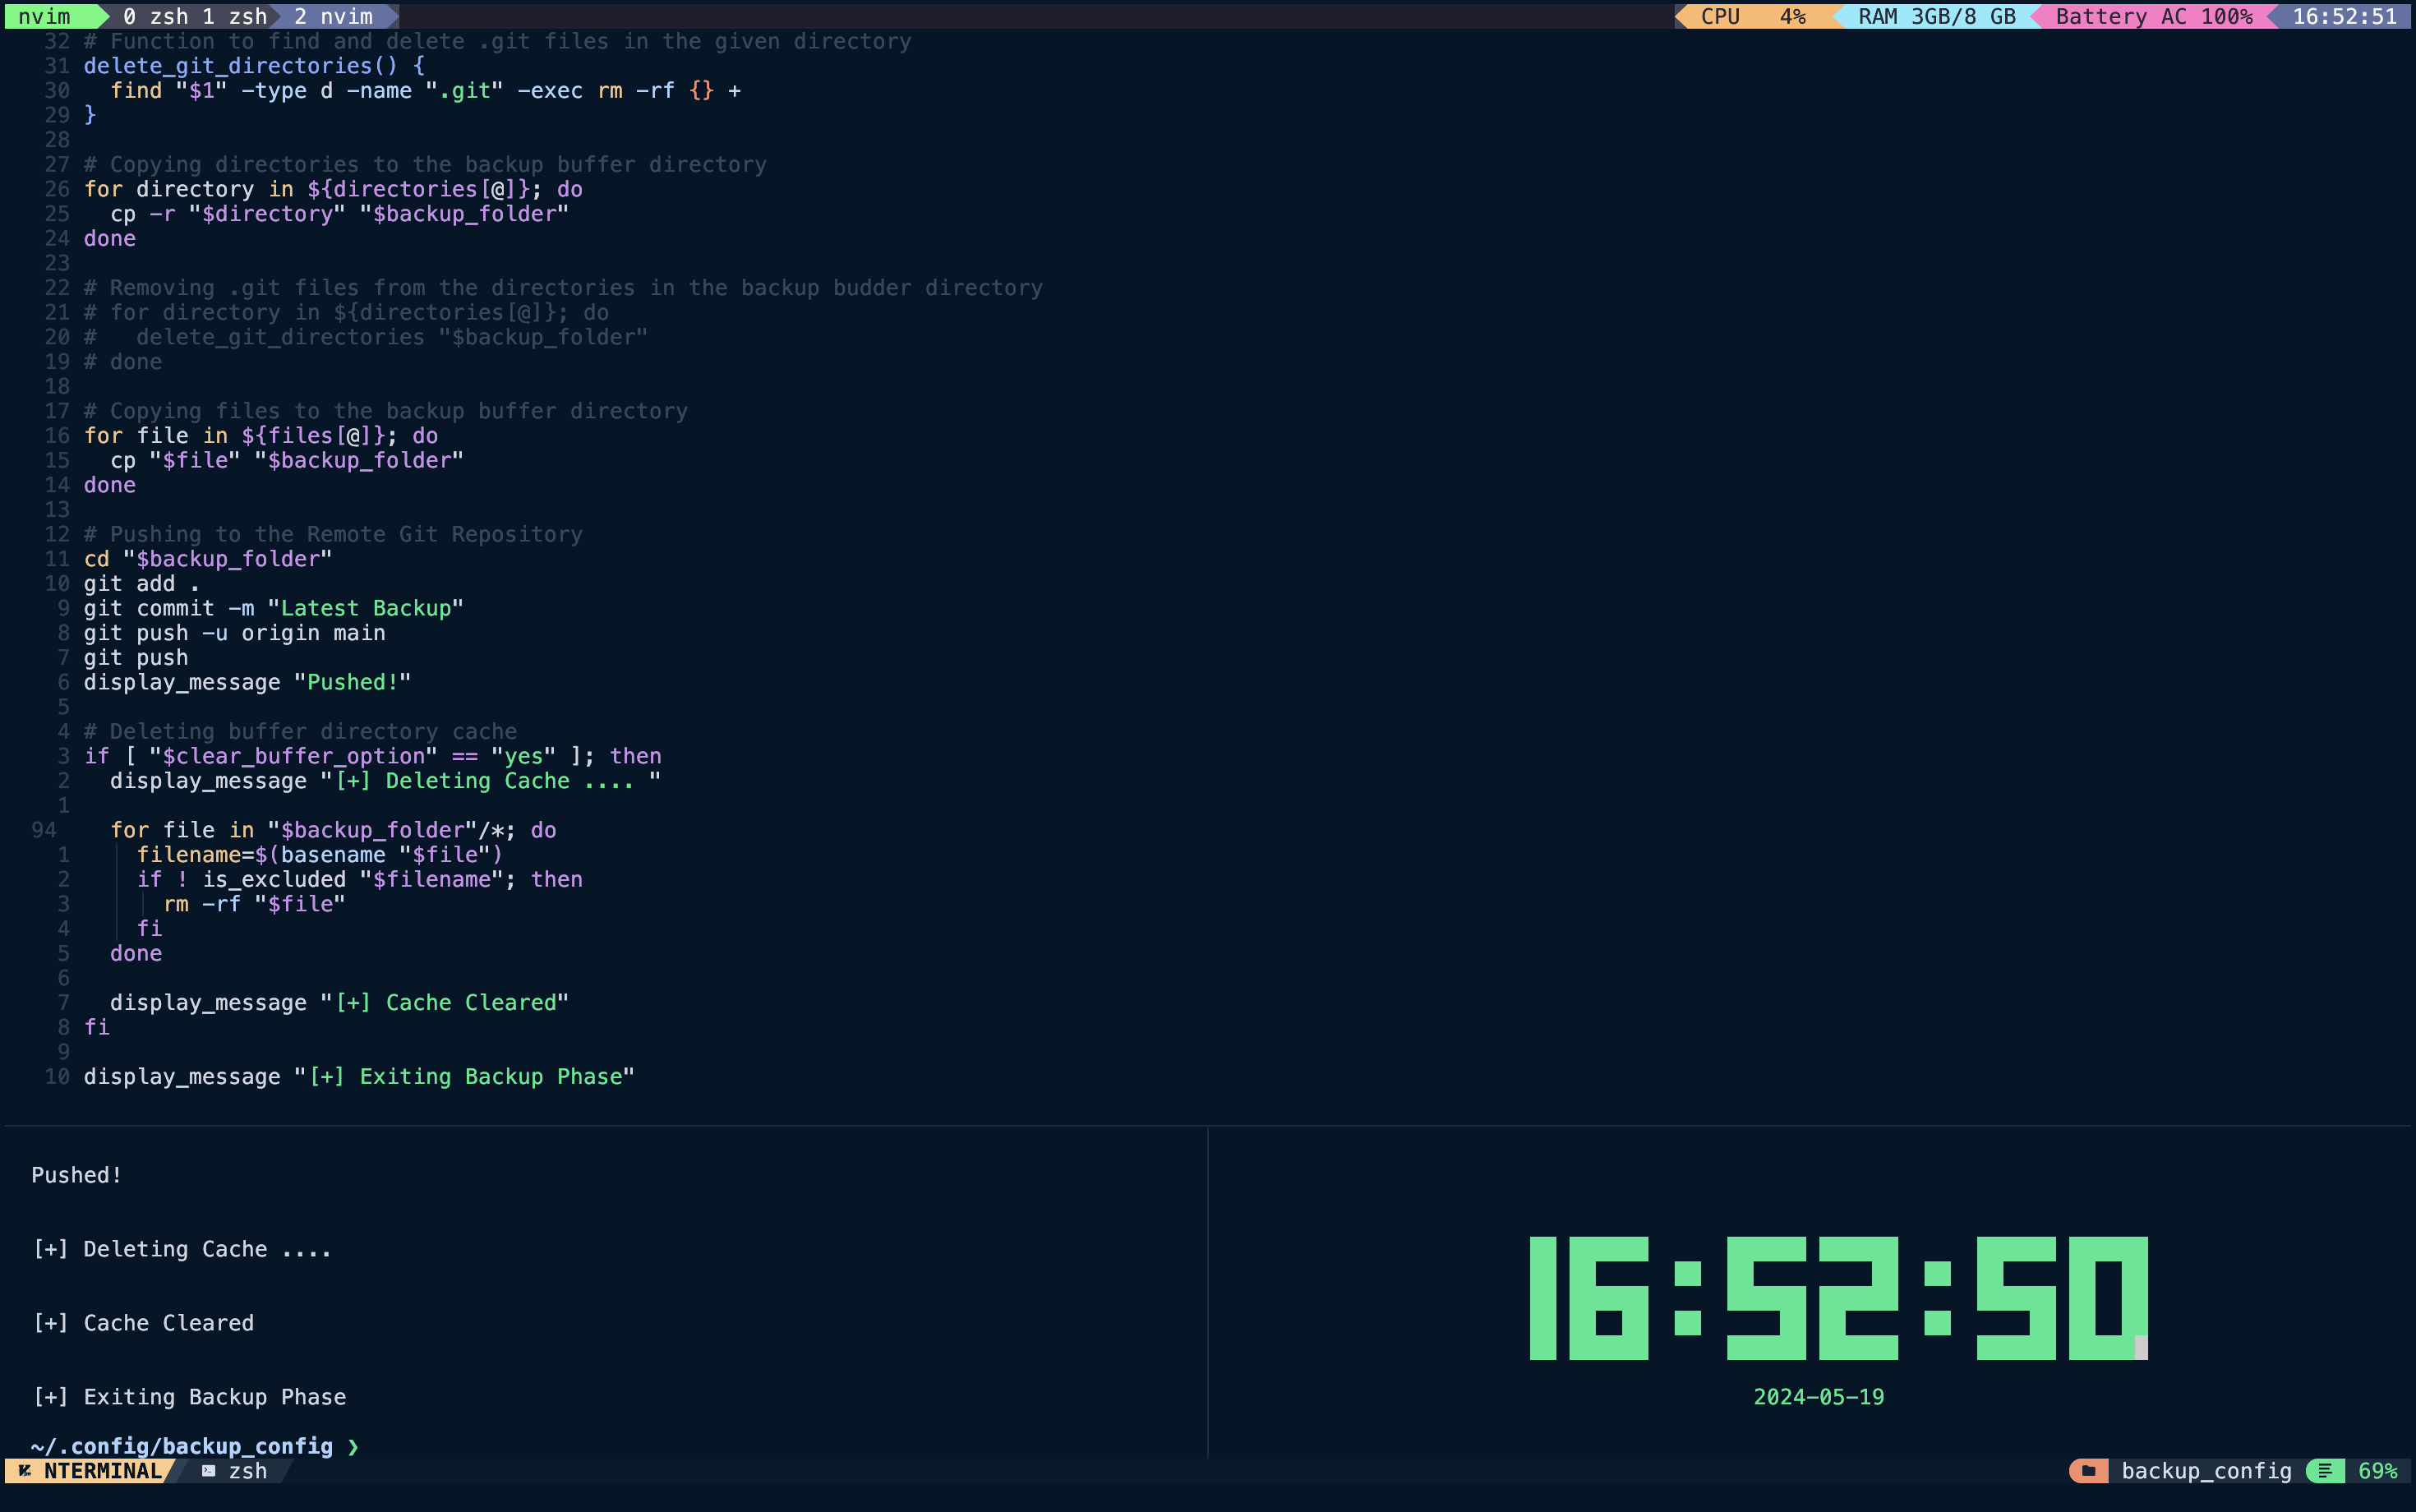 nvim 0 zsh 1 zsh 2 nvim CPU 4% RAM 3GB/8 GB Battery AC 100% 16:52:51
32 # Function to find and delete .git files in the given directory
31 delete_git_directories() {
30   find "$1" -type d -name ".git" -exec rm -rf {} +
29 }
28
27 # Copying directories to the backup buffer directory
26 for directory in ${directories[@]}; do
25   cp -r "$directory" "$backup_folder"
24 done
23
22 # Removing .git files from the directories in the backup budder directory
21 # for directory in ${directories[@]}; do
20 #   delete_git_directories "$backup_folder"
19 # done
18
17 # Copying files to the backup buffer directory
16 for file in ${files[@]}; do
15   cp "$file" "$backup_folder"
14 done
13
12 # Pushing to the Remote Git Repository
11 cd "$backup_folder"
10 git add .
9 git commit -m "Latest Backup"
8 git push -u origin main
7 git push
6 display_message "Pushed!"
5
4 # Deleting buffer directory cache
3 if [ "$clear_buffer_option" == "yes" ]; then
2   display_message "[+] Deleting Cache .... "
1
94   for file in "$backup_folder"/*; do
1     filename=$(basename "$file")
2     if ! is_excluded "$filename"; then
3       rm -rf "$file"
4     fi
5   done
6
7   display_message "[+] Cache Cleared"
8 fi
9
10 display_message "[+] Exiting Backup Phase"
Pushed!
[+] Deleting Cache ....
[+] Cache Cleared
[+] Exiting Backup Phase
~/.config/backup_config ❯
16:52:50
2024-05-19
NTERMINAL zsh backup_config 69%